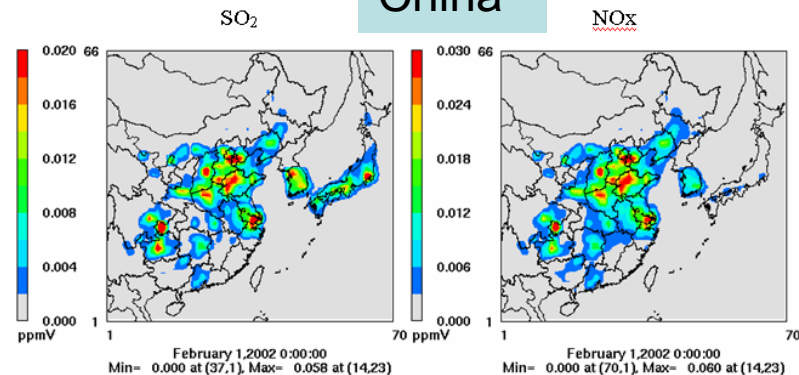 China
SO₂
NOx
0.020
0.016
0.012
0.008
0.004
0.000
ppmV
66
1
1
70
February 1,2002 0:00:00
Min= 0.000 at (37,1), Max= 0.058 at (14,23)
0.030
0.024
0.018
0.012
0.006
0.000
ppmV
66
1
1
70
February 1,2002 0:00:00
Min= 0.000 at (70,1), Max= 0.060 at (14,23)